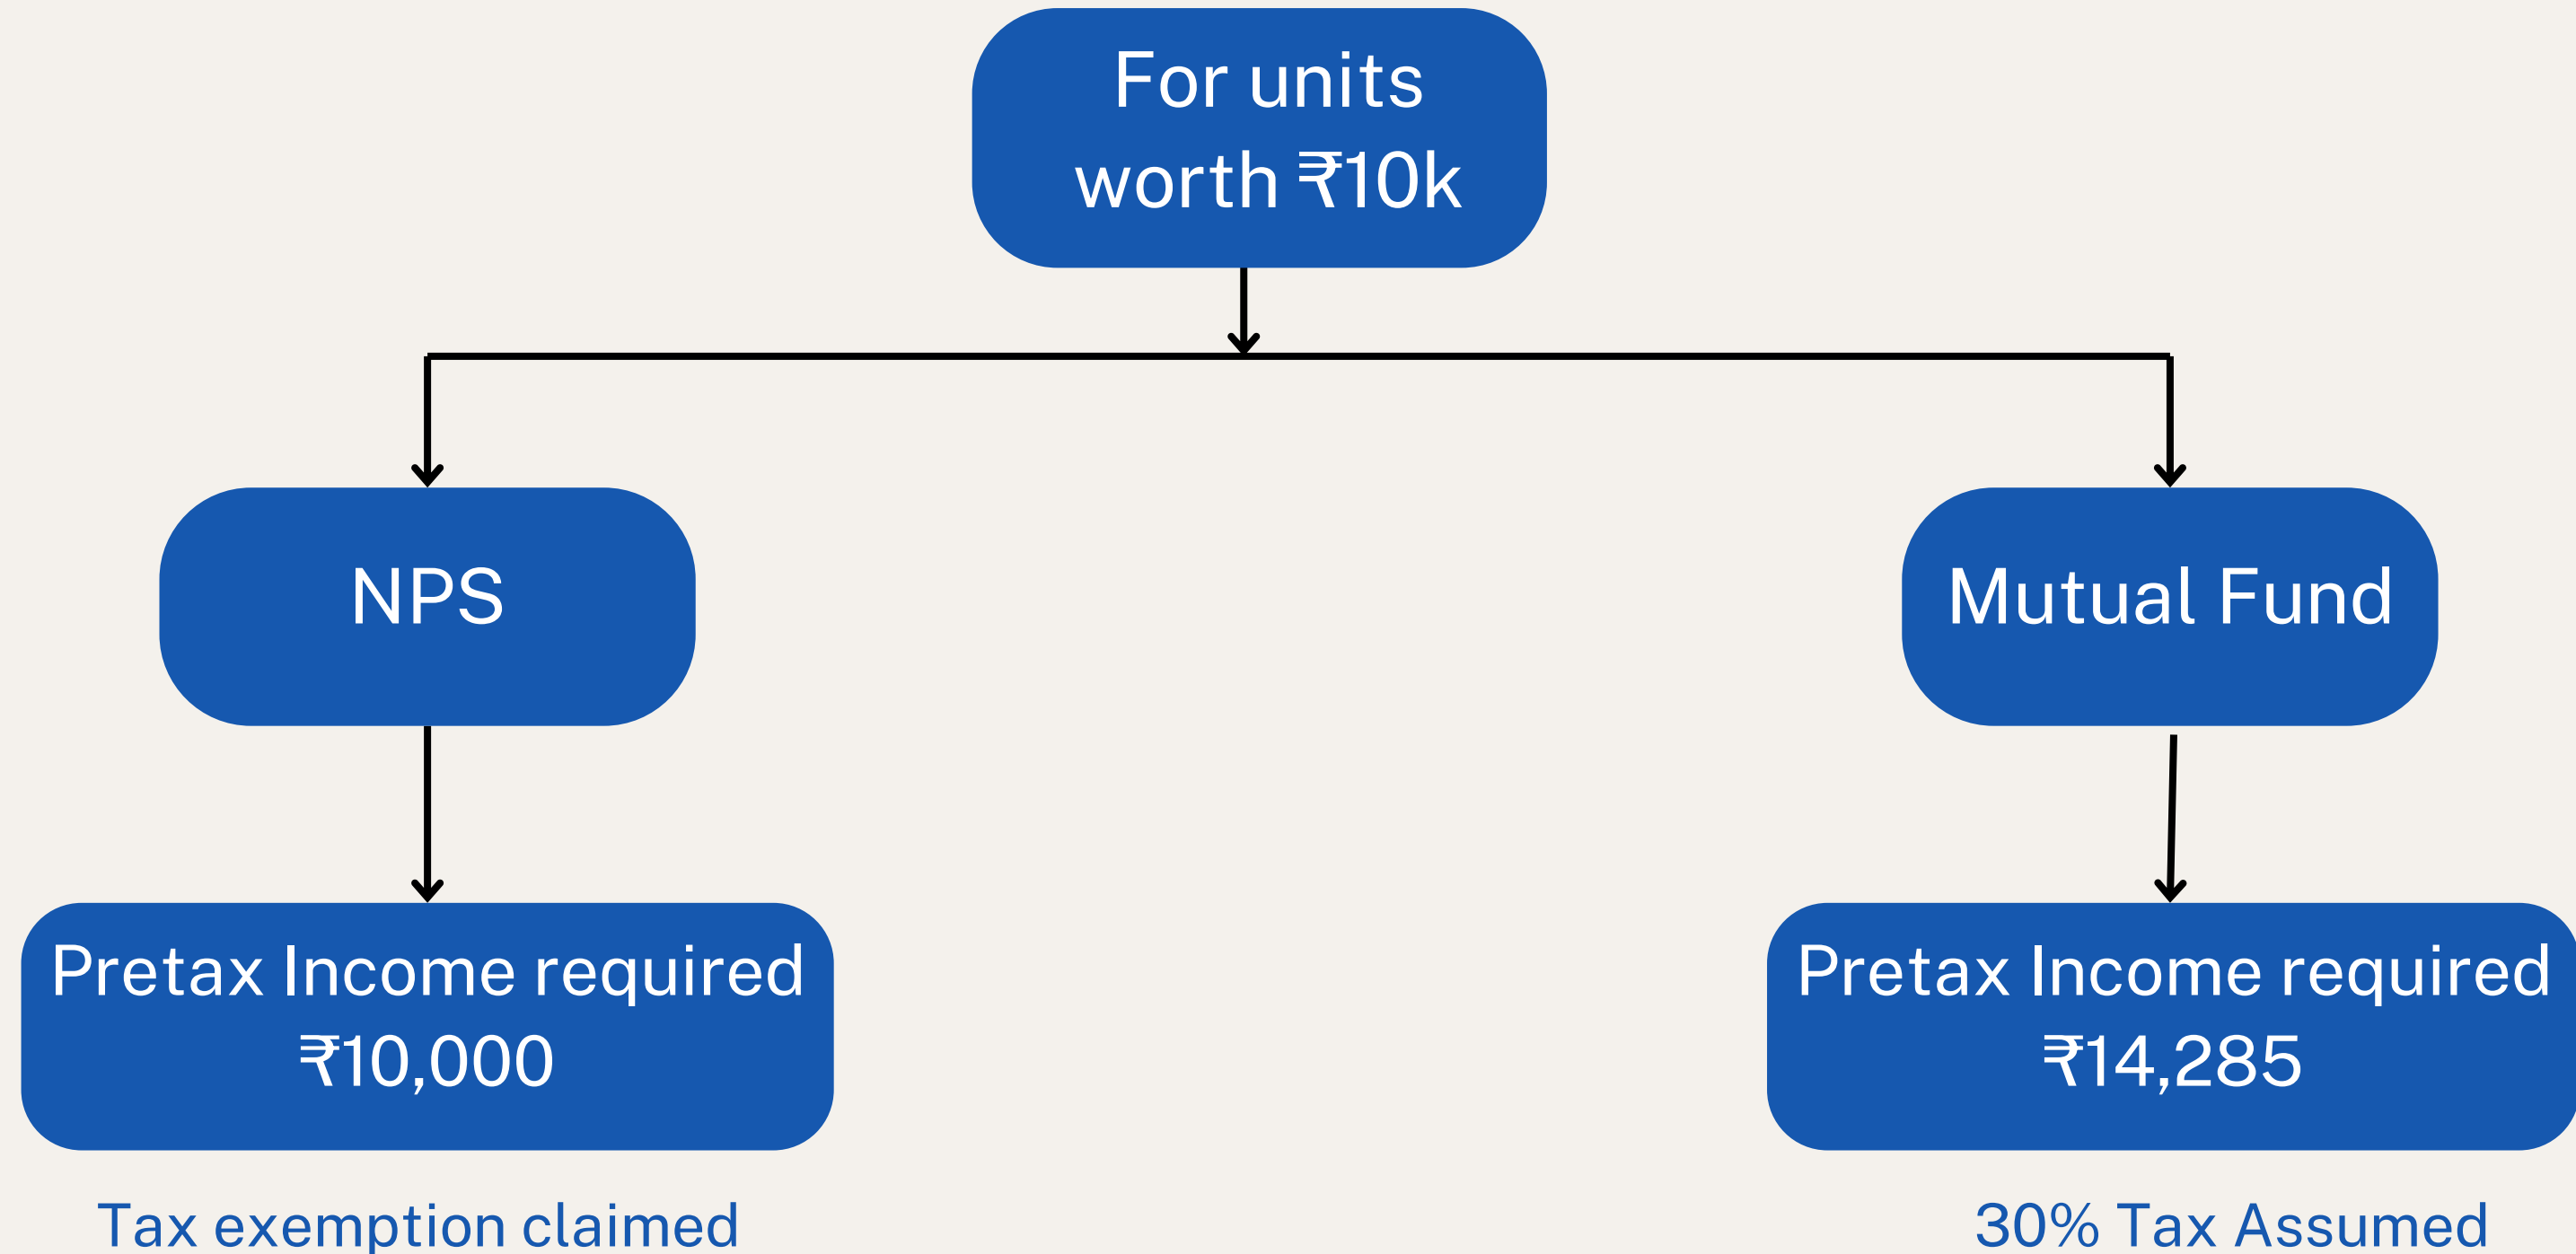 For units
worth ₹10k
NPS
Mutual Fund
Pretax Income required
₹10,000
Pretax Income required
₹14,285
Tax exemption claimed
30% Tax Assumed